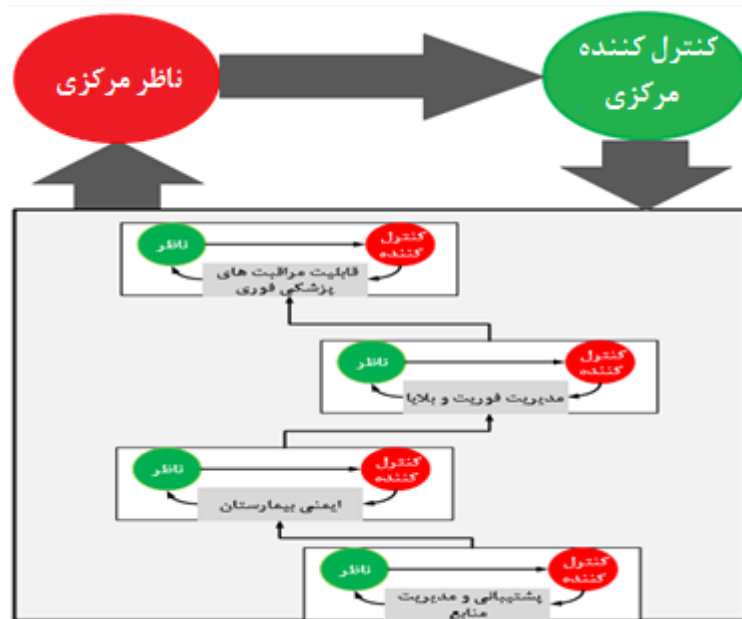 ناظر مرکزی
کنترل کننده
مرکزی
ناظر
کنترل
کننده
قابلیت مراقبت های
پزشکی فوری
ناظر
کنترل
کننده
مدیریت فوریت و بلایا
ناظر
کنترل
کننده
ایمنی بیمارستان
ناظر
کنترل
کننده
پشتیبانی و مدیریت
منابع